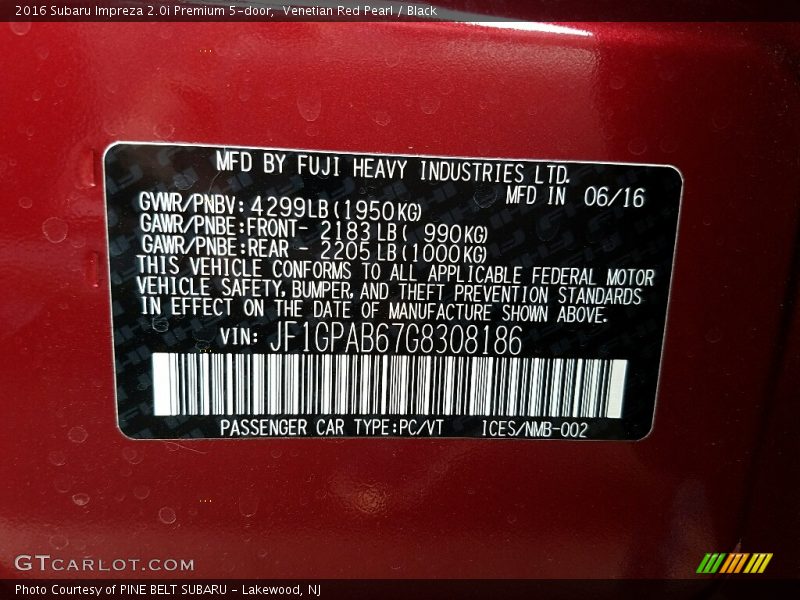 2016 Subaru Impreza 2.0i Premium 5-door, Venetian Red Pearl / Black
MFD BY FUJI HEAVY INDUSTRIES LTD.
MFD IN 06/16
GVWR/PNBV: 4299LB(1950KG)
GAWR/PNBE:FRONT- 2183LB( 990KG)
GAWR/PNBE:REAR - 2205LB(1000KG)
THIS VEHICLE CONFORMS TO ALL APPLICABLE FEDERAL MOTOR
VEHICLE SAFETY, BUMPER, AND THEFT PREVENTION STANDARDS
IN EFFECT ON THE DATE OF MANUFACTURE SHOWN ABOVE.
VIN: JF1GPAB67G8308186
PASSENGER CAR TYPE:PC/VT ICES/NMB-002
GTCARLOT.COM
Photo Courtesy of PINE BELT SUBARU - Lakewood, NJ